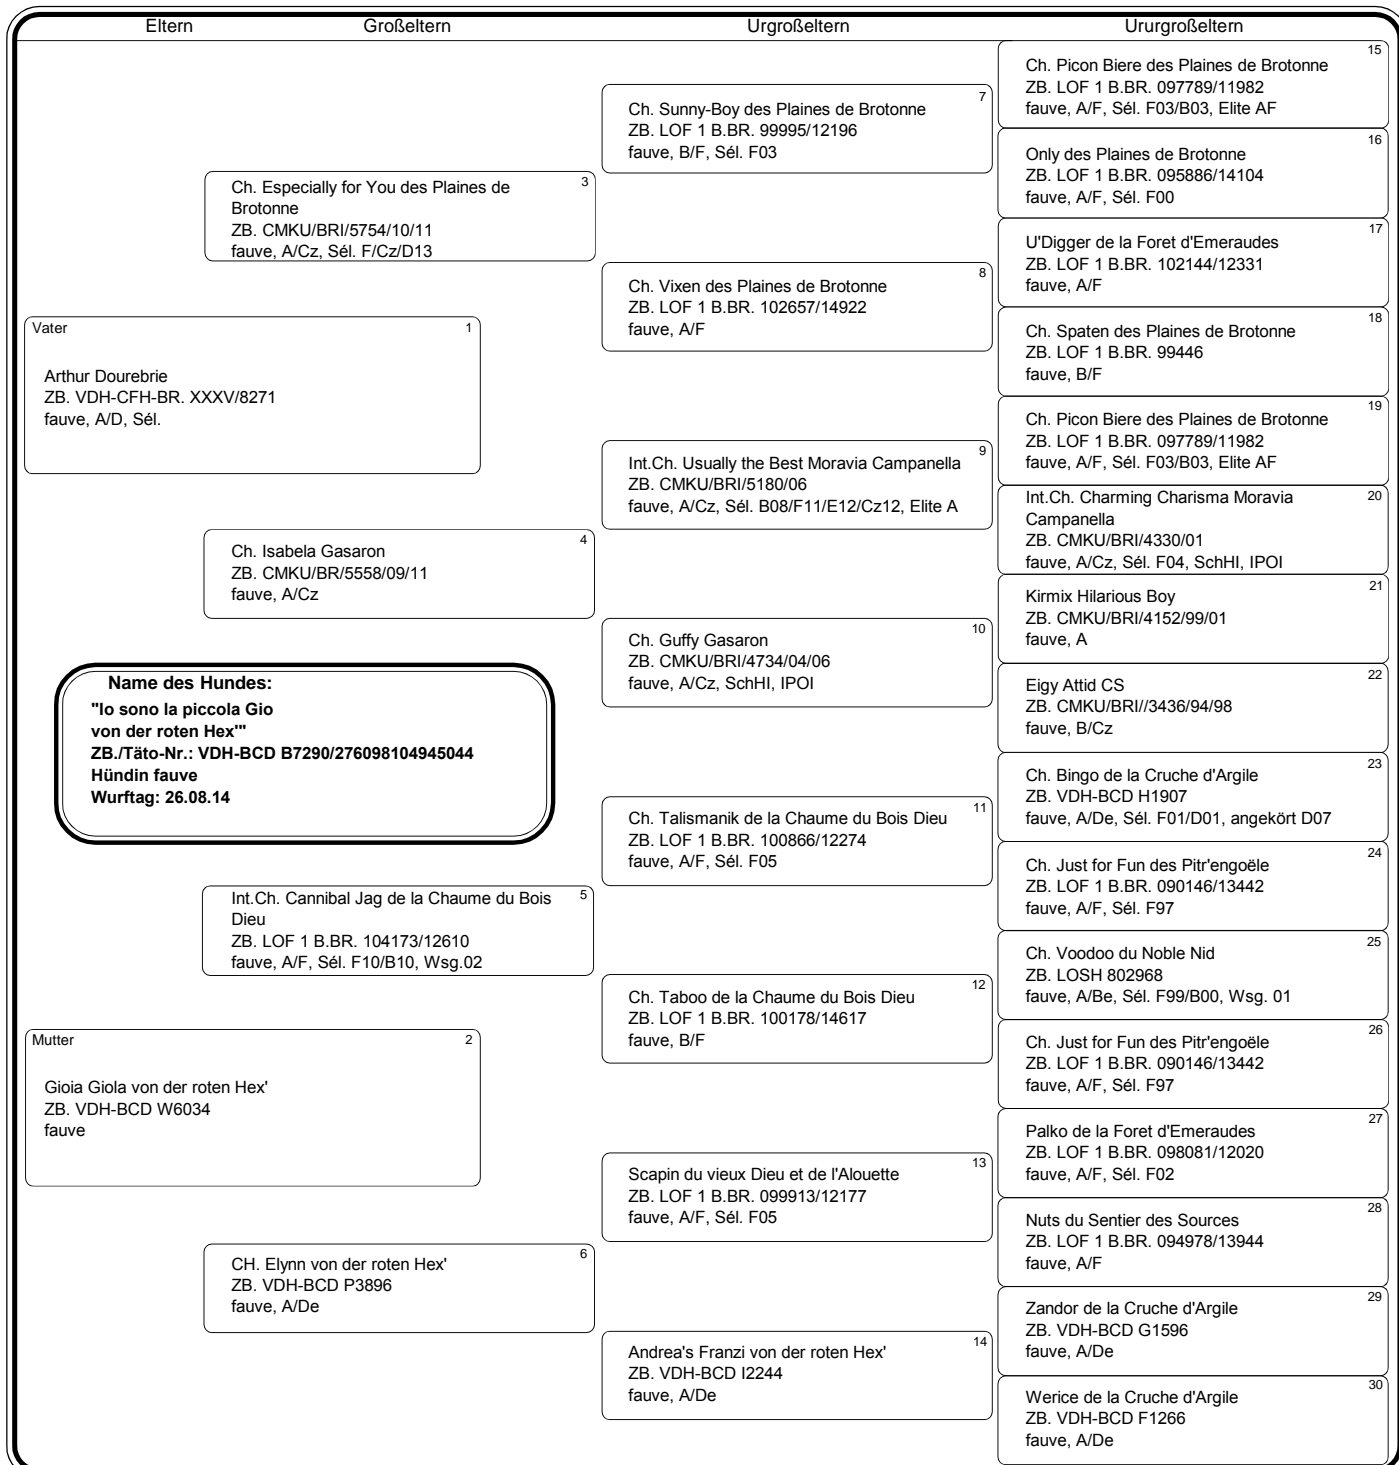 Eltern
Großeltern
Urgroßeltern
Ururgroßeltern
Vater 1
Arthur Dourebrie
ZB. VDH-CFH-BR. XXXV/8271
fauve, A/D, Sél.
Mutter 2
Gioia Giola von der roten Hex'
ZB. VDH-BCD W6034
fauve
Name des Hundes:
"Io sono la piccola Gio
von der roten Hex'"
ZB./Täto-Nr.: VDH-BCD B7290/276098104945044
Hündin fauve
Wurftag: 26.08.14
Ch. Especially for You des Plaines de 3
Brotonne
ZB. CMKU/BRI/5754/10/11
fauve, A/Cz, Sél. F/Cz/D13
Ch. Isabela Gasaron 4
ZB. CMKU/BR/5558/09/11
fauve, A/Cz
Int.Ch. Cannibal Jag de la Chaume du Bois 5
Dieu
ZB. LOF 1 B.BR. 104173/12610
fauve, A/F, Sél. F10/B10, Wsg.02
CH. Elynn von der roten Hex' 6
ZB. VDH-BCD P3896
fauve, A/De
Ch. Sunny-Boy des Plaines de Brotonne 7
ZB. LOF 1 B.BR. 99995/12196
fauve, B/F, Sél. F03
Ch. Vixen des Plaines de Brotonne 8
ZB. LOF 1 B.BR. 102657/14922
fauve, A/F
Int.Ch. Usually the Best Moravia Campanella 9
ZB. CMKU/BRI/5180/06
fauve, A/Cz, Sél. B08/F11/E12/Cz12, Elite A
Ch. Guffy Gasaron 10
ZB. CMKU/BRI/4734/04/06
fauve, A/Cz, SchHI, IPOI
Ch. Talismanik de la Chaume du Bois Dieu 11
ZB. LOF 1 B.BR. 100866/12274
fauve, A/F, Sél. F05
Ch. Taboo de la Chaume du Bois Dieu 12
ZB. LOF 1 B.BR. 100178/14617
fauve, B/F
Scapin du vieux Dieu et de l'Alouette 13
ZB. LOF 1 B.BR. 099913/12177
fauve, A/F, Sél. F05
Andrea's Franzi von der roten Hex' 14
ZB. VDH-BCD I2244
fauve, A/De
Ch. Picon Biere des Plaines de Brotonne 15
ZB. LOF 1 B.BR. 097789/11982
fauve, A/F, Sél. F03/B03, Elite AF
Only des Plaines de Brotonne 16
ZB. LOF 1 B.BR. 095886/14104
fauve, A/F, Sél. F00
U'Digger de la Foret d'Emeraudes 17
ZB. LOF 1 B.BR. 102144/12331
fauve, A/F
Ch. Spaten des Plaines de Brotonne 18
ZB. LOF 1 B.BR. 99446
fauve, B/F
Ch. Picon Biere des Plaines de Brotonne 19
ZB. LOF 1 B.BR. 097789/11982
fauve, A/F, Sél. F03/B03, Elite AF
Int.Ch. Charming Charisma Moravia 20
Campanella
ZB. CMKU/BRI/4330/01
fauve, A/Cz, Sél. F04, SchHI, IPOI
Kirmix Hilarious Boy 21
ZB. CMKU/BRI/4152/99/01
fauve, A
Eigy Attid CS 22
ZB. CMKU/BRI//3436/94/98
fauve, B/Cz
Ch. Bingo de la Cruche d'Argile 23
ZB. VDH-BCD H1907
fauve, A/De, Sél. F01/D01, angekört D07
Ch. Just for Fun des Pitr'engoële 24
ZB. LOF 1 B.BR. 090146/13442
fauve, A/F, Sél. F97
Ch. Voodoo du Noble Nid 25
ZB. LOSH 802968
fauve, A/Be, Sél. F99/B00, Wsg. 01
Ch. Just for Fun des Pitr'engoële 26
ZB. LOF 1 B.BR. 090146/13442
fauve, A/F, Sél. F97
Palko de la Foret d'Emeraudes 27
ZB. LOF 1 B.BR. 098081/12020
fauve, A/F, Sél. F02
Nuts du Sentier des Sources 28
ZB. LOF 1 B.BR. 094978/13944
fauve, A/F
Zandor de la Cruche d'Argile 29
ZB. VDH-BCD G1596
fauve, A/De
Werice de la Cruche d'Argile 30
ZB. VDH-BCD F1266
fauve, A/De